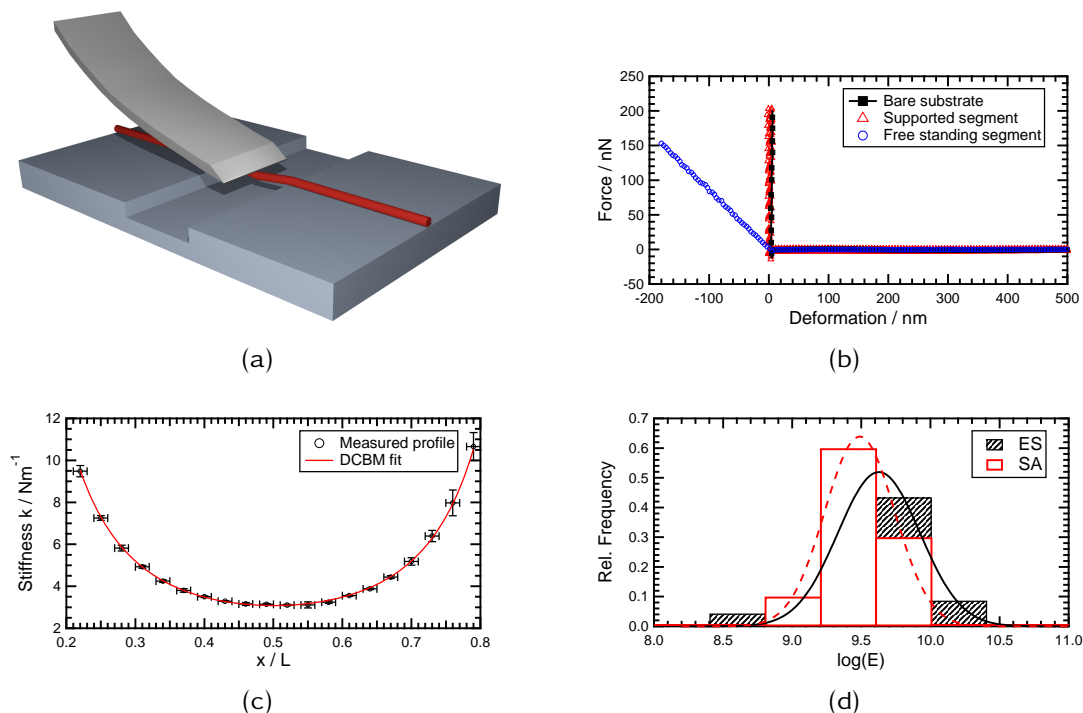 250
200
150
100
50
0
-50
Force / nN
Bare substrate
Supported segment
Free standing segment
-200 -100 0 100 200 300 400 500
Deformation / nm
(a)
(b)
12
10
8
6
4
2
Stiffness k / Nm⁻¹
Measured profile
DCBM fit
0.2 0.3 0.4 0.5 0.6 0.7 0.8
x / L
(c)
0.7
0.6
0.5
0.4
0.3
0.2
0.1
0.0
Rel. Frequency
ES
SA
8.0 8.5 9.0 9.5 10.0 10.5 11.0
log(E)
(d)